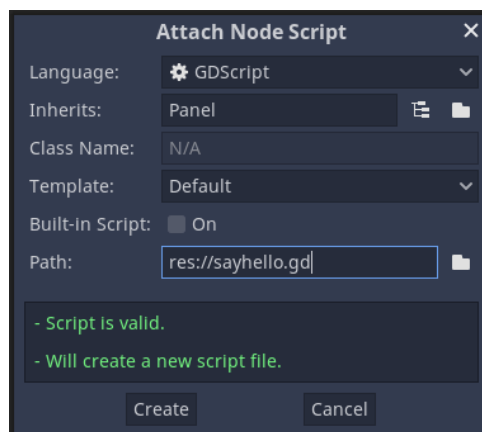 Attach Node Script
Language: GDScript
Inherits: Panel
Class Name: N/A
Template: Default
Built-in Script: On
Path: res://sayhello.gd
- Script is valid.
- Will create a new script file.
Create Cancel